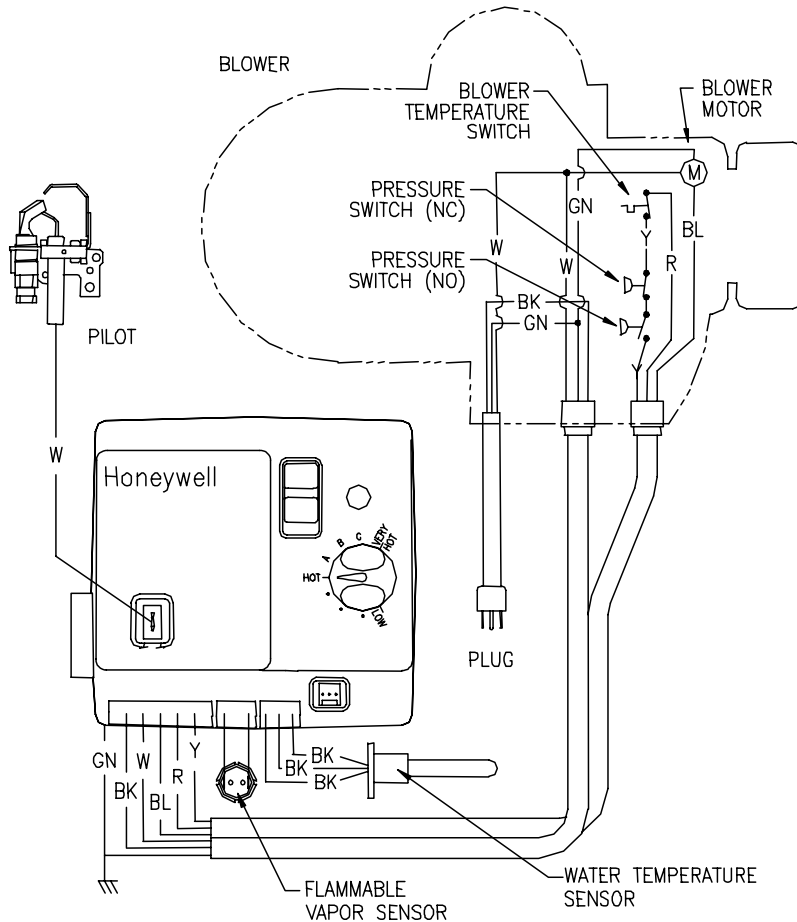 BLOWER
BLOWER
TEMPERATURE
SWITCH
BLOWER
MOTOR
M
PRESSURE
SWITCH (NC)
GN
W
W
Y
R
BL
PRESSURE
SWITCH (NO)
BK
GN
Y
PILOT
W
Honeywell
A
B
C
VERY
HOT
HOT
LOW
PLUG
GN
BK
W
BL
R
Y
BK
BK
BK
FLAMMABLE
VAPOR SENSOR
WATER TEMPERATURE
SENSOR